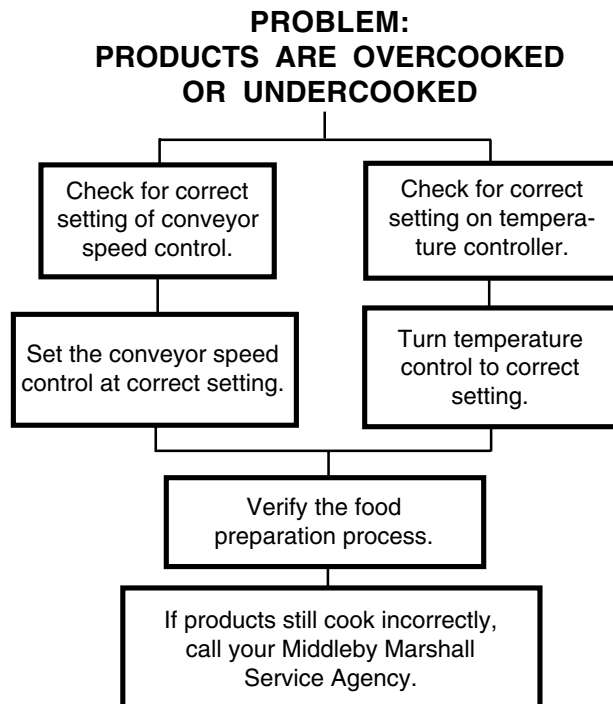 PROBLEM:
PRODUCTS ARE OVERCOOKED
OR UNDERCOOKED
Check for correct
setting of conveyor
speed control.
Check for correct
setting on tempera-
ture controller.
Set the conveyor speed
control at correct setting.
Turn temperature
control to correct
setting.
Verify the food
preparation process.
If products still cook incorrectly,
call your Middleby Marshall
Service Agency.